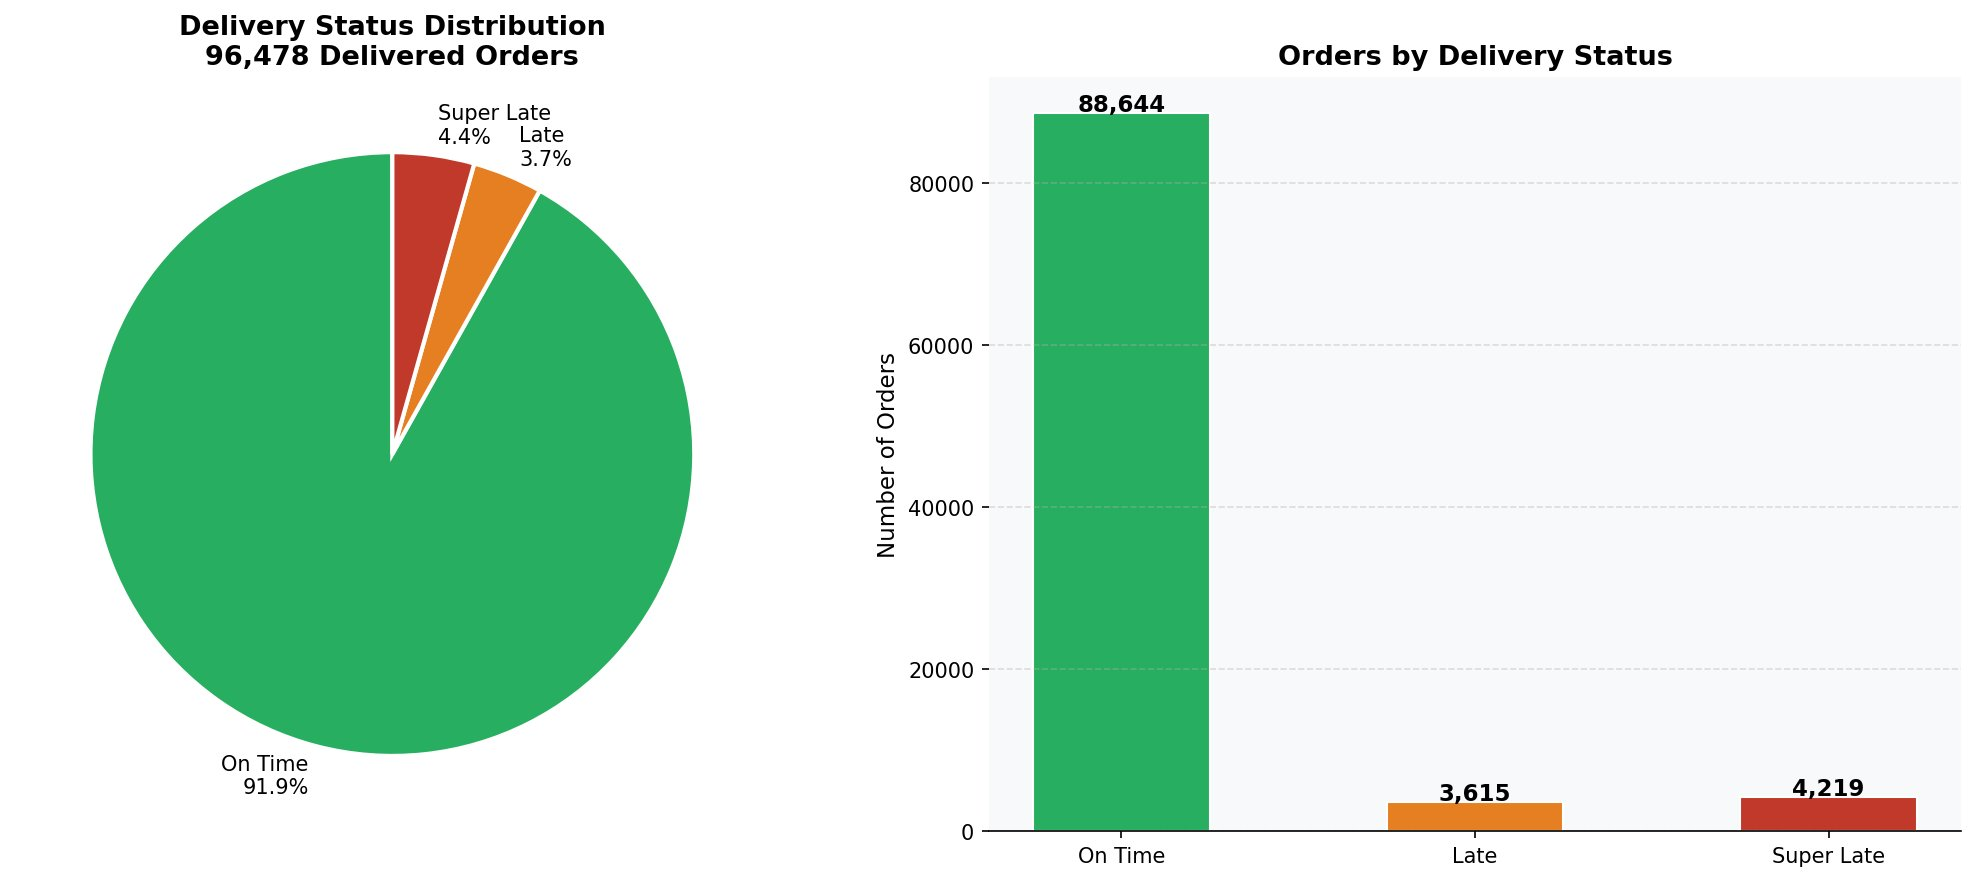 Delivery Status Distribution
96,478 Delivered Orders
Super Late
4.4%
Late
3.7%
On Time
91.9%
Orders by Delivery Status
Number of Orders
80000
60000
40000
20000
0
88,644
3,615
4,219
On Time
Late
Super Late